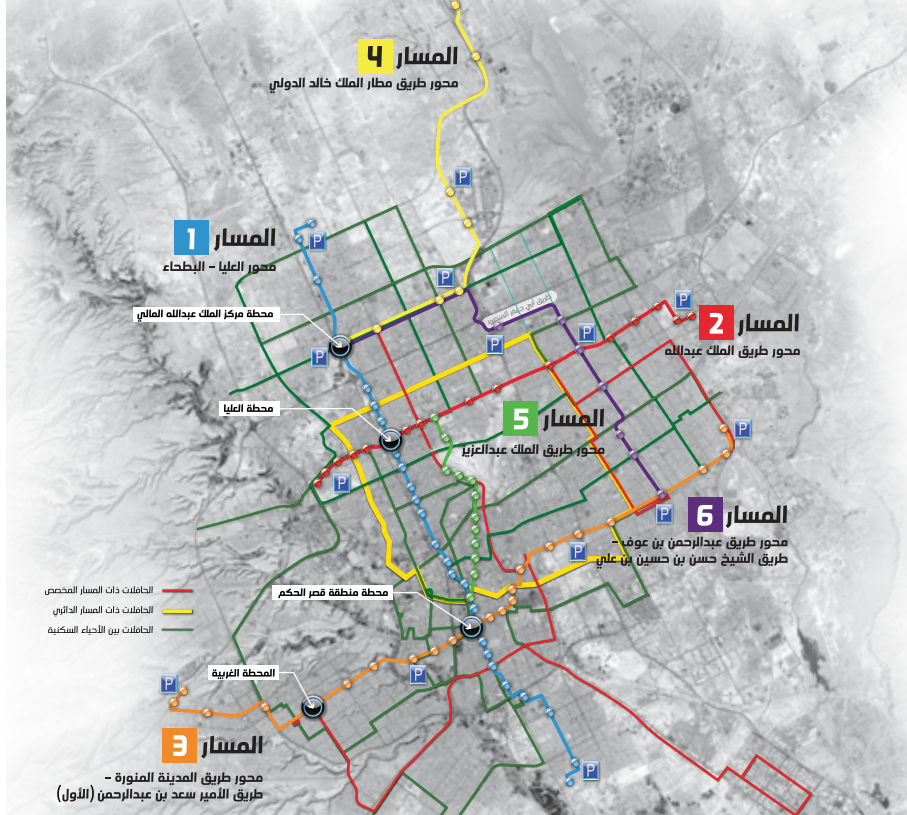 المسار 4
محور طريق مطار الملك خالد الدولي
P
المسار 1
P
محور العليا - البطحاء
P
P
طريق أبي جعفر المنصور
محطة مركز الملك عبدالله المالي
المسار 2
P
P
P
محور طريق الملك عبدالله
محطة العليا
المسار 5
محور طريق الملك عبدالعزيز
P
P
المسار 6
P
محور طريق عبدالرحمن بن عوف -
طريق الشيخ حسن بن حسين بن علي
P
الحافلات ذات المسار المخصص
الحافلات ذات المسار الدائري
الحافلات بين الأحياء السكنية
محطة منطقة قصر الحكم
المحطة الغربية
P
P
المسار 3
P
محور طريق المدينة المنورة -
طريق الأمير سعد بن عبدالرحمن (الأول)